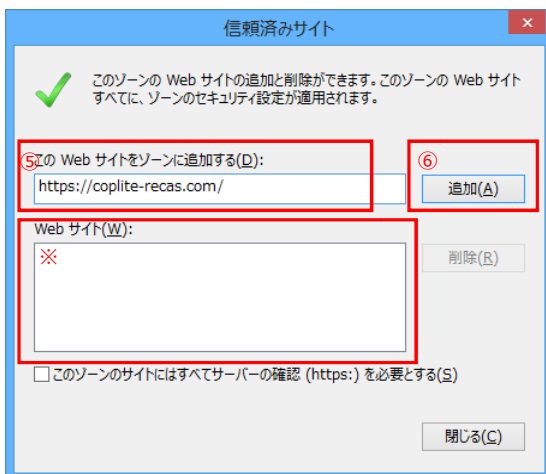 信頼済みサイト
×
このゾーンの Web サイトの追加と削除ができます。このゾーンの Web サイト
すべてに、ゾーンのセキュリティ設定が適用されます。
⑤この Web サイトをゾーンに追加する(D):
⑥
https://coplite-recas.com/
追加(A)
Web サイト(W):
※
削除(R)
このゾーンのサイトにはすべてサーバーの確認 (https:) を必要とする(S)
閉じる(C)